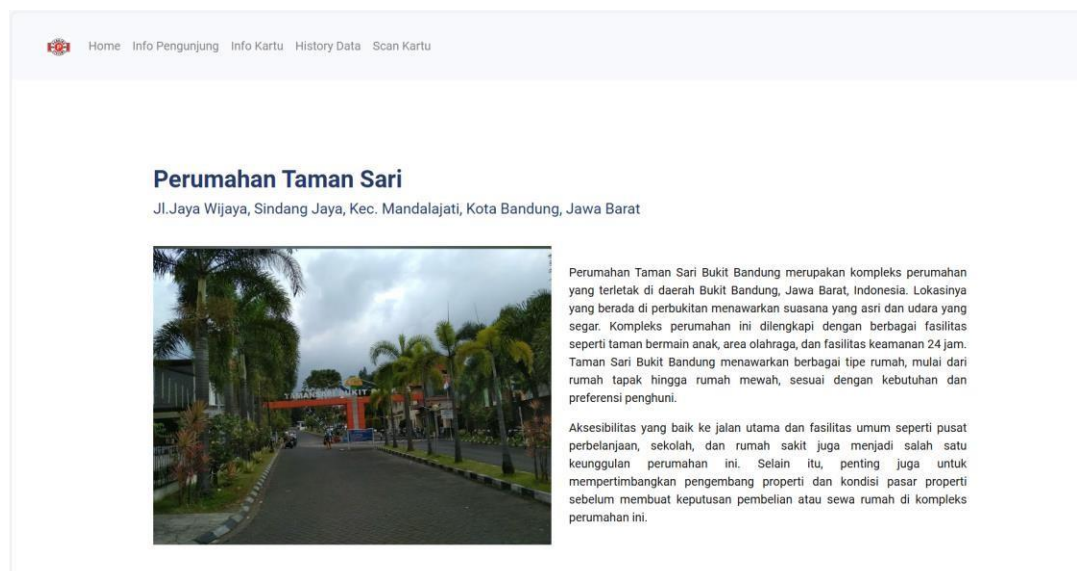 Home Info Pengunjung Info Kartu History Data Scan Kartu
Perumahan Taman Sari
Jl.Jaya Wijaya, Sindang Jaya, Kec. Mandalajati, Kota Bandung, Jawa Barat
Perumahan Taman Sari Bukit Bandung merupakan kompleks perumahan
yang terletak di daerah Bukit Bandung, Jawa Barat, Indonesia. Lokasinya
yang berada di perbukitan menawarkan suasana yang asri dan udara yang
segar. Kompleks perumahan ini dilengkapi dengan berbagai fasilitas
seperti taman bermain anak, area olahraga, dan fasilitas keamanan 24 jam.
Taman Sari Bukit Bandung menawarkan berbagai tipe rumah, mulai dari
rumah tapak hingga rumah mewah, sesuai dengan kebutuhan dan
preferensi penghuni.
Aksesibilitas yang baik ke jalan utama dan fasilitas umum seperti pusat
perbelanjaan, sekolah, dan rumah sakit juga menjadi salah satu
keunggulan perumahan ini. Selain itu, penting juga untuk
mempertimbangkan pengembang properti dan kondisi pasar properti
sebelum membuat keputusan pembelian atau sewa rumah di kompleks
perumahan ini.